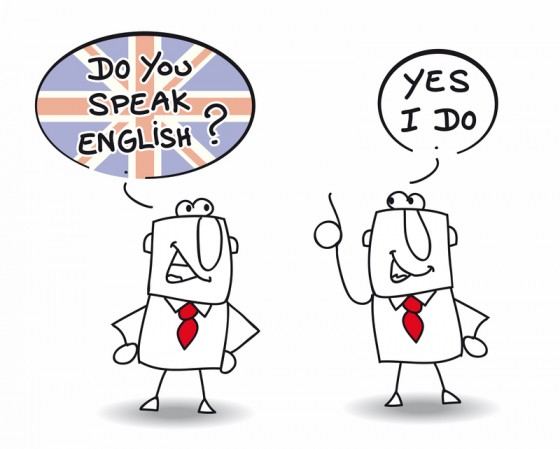 DO YOU
SPEAK
ENGLiSH ?
YES
I DO